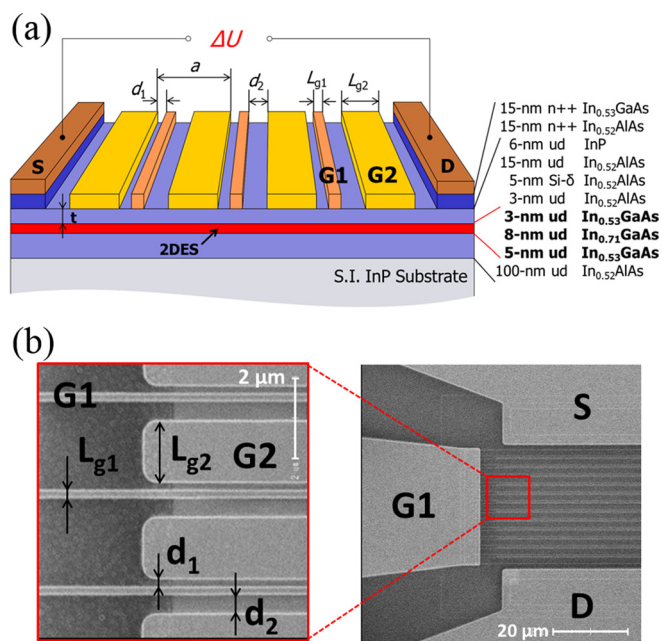 (a)
ΔU
a
d1
d2
Lg1
Lg2
S
G1
G2
D
t
2DES
S.I. InP Substrate
15-nm n++ In0.53GaAs
15-nm n++ In0.52AlAs
6-nm ud InP
15-nm ud In0.52AlAs
5-nm Si-δ In0.52AlAs
3-nm ud In0.52AlAs
3-nm ud In0.53GaAs
8-nm ud In0.71GaAs
5-nm ud In0.53GaAs
100-nm ud In0.52AlAs
(b)
G1
2 μm
2 um
Lg1
Lg2
G2
d1
d2
S
G1
D
20 μm